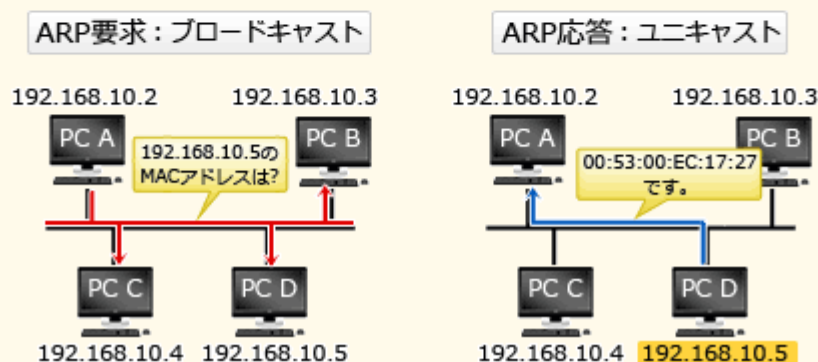 ARP要求：ブロードキャスト
192.168.10.2
192.168.10.3
PC A
PC B
192.168.10.5の
MACアドレスは?
PC C
PC D
192.168.10.4
192.168.10.5
ARP応答：ユニキャスト
192.168.10.2
192.168.10.3
PC A
PC B
00:53:00:EC:17:27
です。
PC C
PC D
192.168.10.4
192.168.10.5